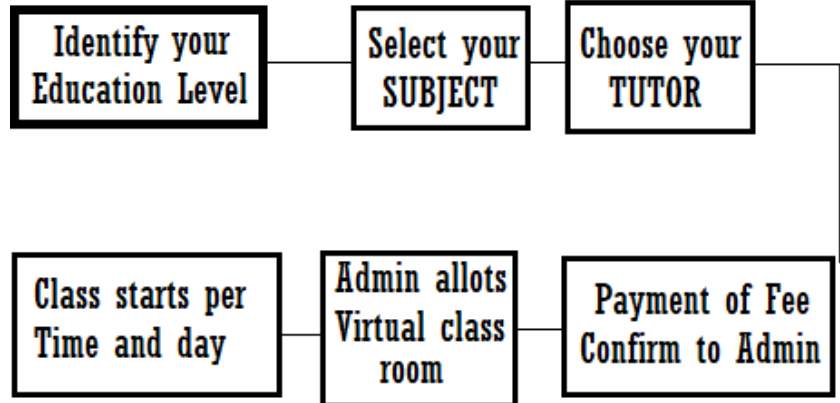 Identify your
Education Level
Select your
SUBJECT
Choose your
TUTOR
Class starts per
Time and day
Admin allots
Virtual class
room
Payment of Fee
Confirm to Admin